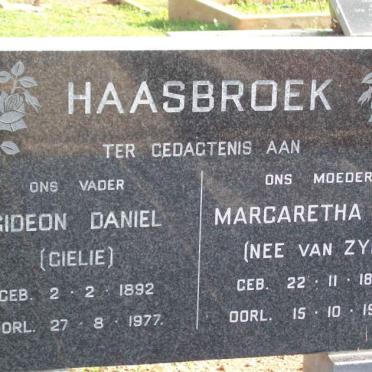 HAASBROEK
TER GEDACTENIS AAN
ONS VADER
GIDEON DANIEL
(GIELIE)
GEB. 2 · 2 · 1892
OORL. 27 · 8 · 1977.
ONS MOEDER
MARGARETHA
(NEE VAN ZY
GEB. 22 · 11 · 18
OORL. 15 · 10 · 19